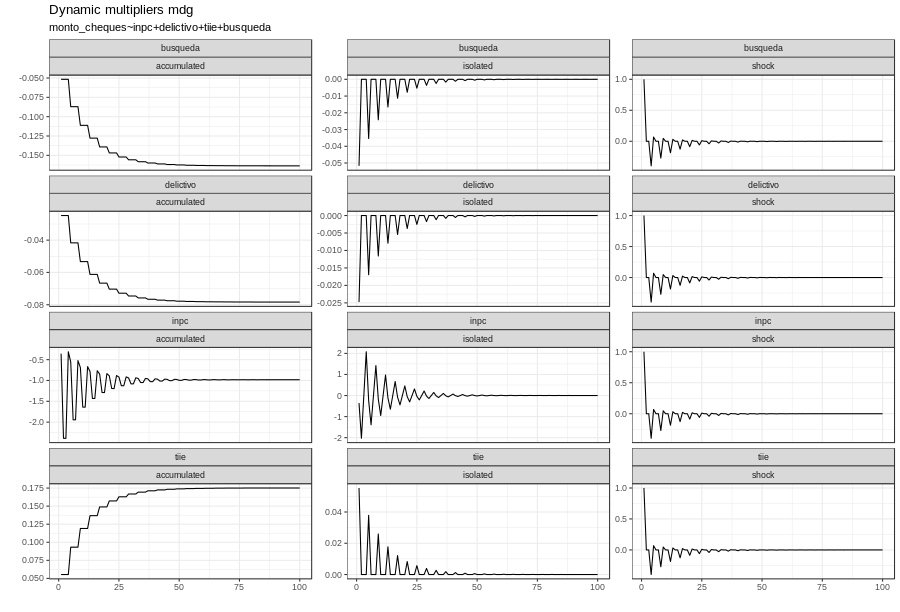 Dynamic multipliers mdg
monto_cheques~inpc+delictivo+tiie+busqueda
busqueda busqueda busqueda
accumulated isolated shock
-0.050 0.00 1.0
-0.075 -0.01
-0.100 -0.02 0.5
-0.125 -0.03
-0.04 0.0
-0.150 -0.05
delictivo delictivo delictivo
accumulated isolated shock
0.000 1.0
-0.04 -0.005
-0.010 0.5
-0.06 -0.015
-0.020 0.0
-0.08 -0.025
inpc inpc inpc
accumulated isolated shock
-0.5 2 1.0
-1.0 1 0.5
-1.5 0
-2.0 -1 0.0
-2
tiie tiie tiie
accumulated isolated shock
0.175 1.0
0.150 0.04
0.125 0.5
0.100 0.02
0.075 0.0
0.050 0.00
0 25 50 75 100 0 25 50 75 100 0 25 50 75 100